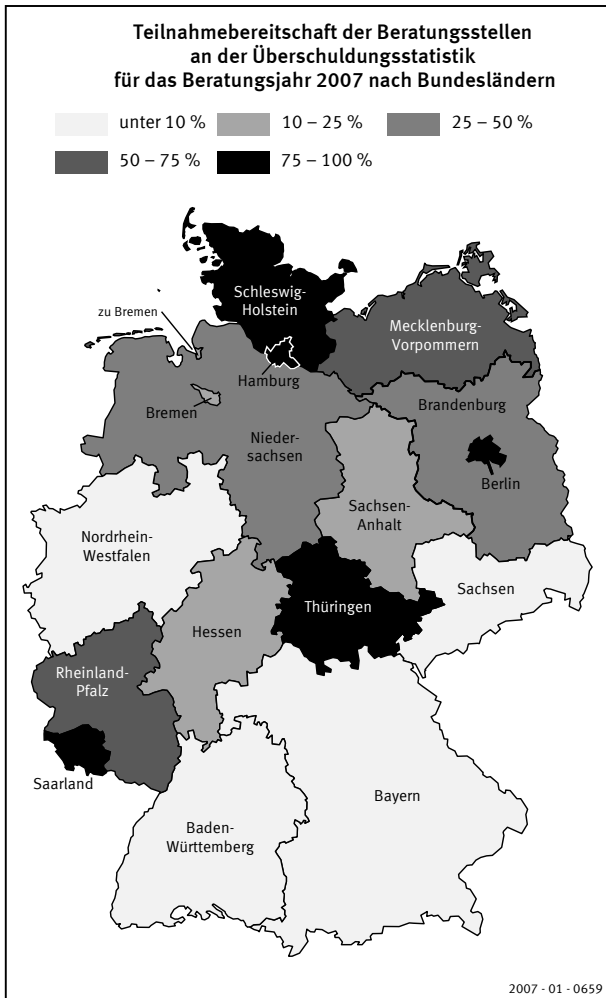 Teilnahmebereitschaft der Beratungsstellen
an der Überschuldungsstatistik
für das Beratungsjahr 2007 nach Bundesländern
unter 10 %
10 – 25 %
25 – 50 %
50 – 75 %
75 – 100 %
Schleswig-
Holstein
zu Bremen
Mecklenburg-
Vorpommern
Hamburg
Bremen
Brandenburg
Nieder-
sachsen
Berlin
Sachsen-
Anhalt
Nordrhein-
Westfalen
Sachsen
Thüringen
Hessen
Rheinland-
Pfalz
Saarland
Bayern
Baden-
Württemberg
2007 - 01 - 0659